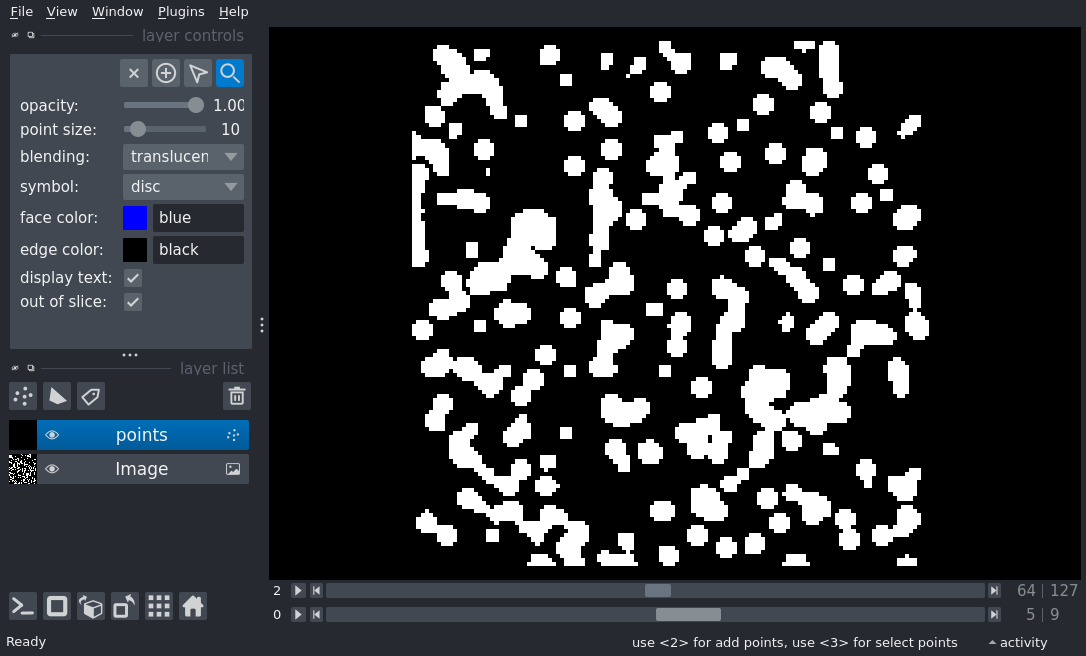 File View Window Plugins Help
layer controls
opacity: 1.00
point size: 10
blending: translucen
symbol: disc
face color: blue
edge color: black
display text:
out of slice:
layer list
points
Image
2 64 | 127
0 5 | 9
Ready use <2> for add points, use <3> for select points activity